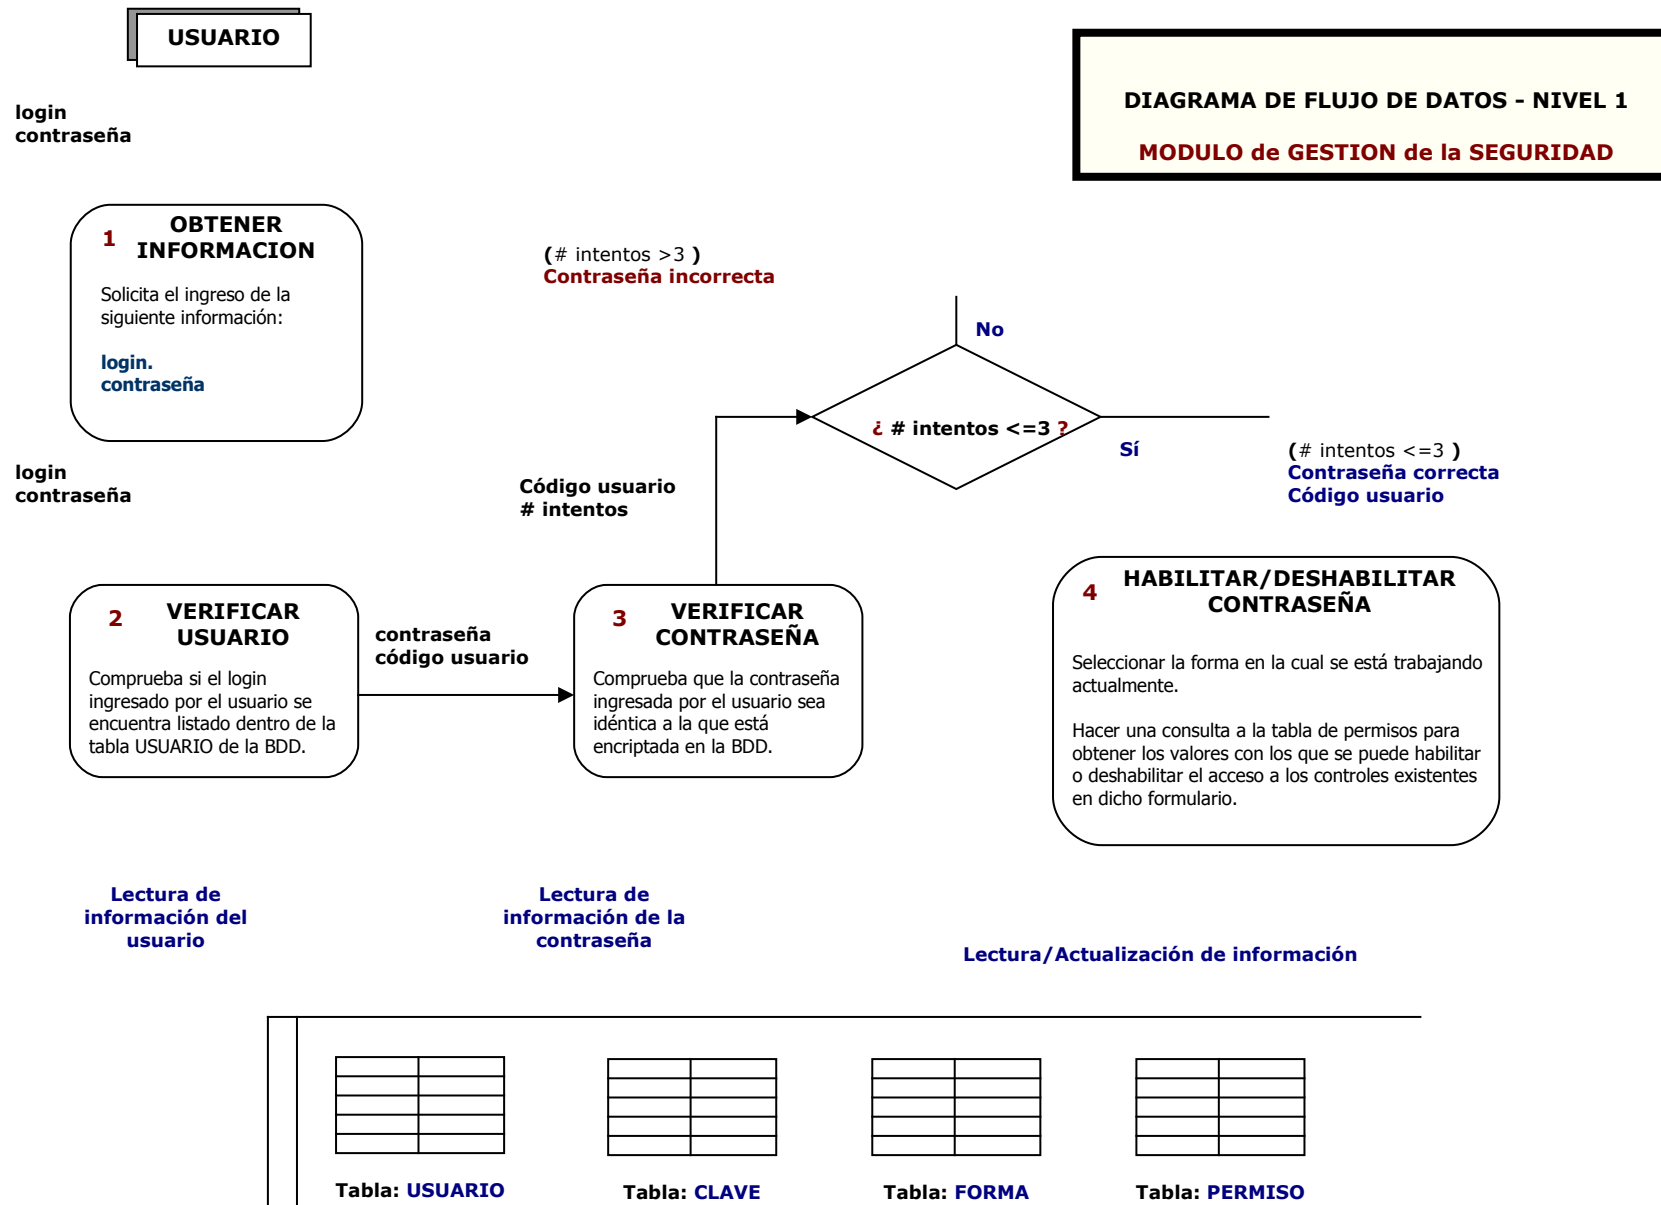 USUARIO
DIAGRAMA DE FLUJO DE DATOS - NIVEL 1
MODULO de GESTION de la SEGURIDAD
login
contraseña
1
OBTENER
INFORMACION
Solicita el ingreso de la
siguiente información:
login.
contraseña
(# intentos >3 )
Contraseña incorrecta
No
¿ # intentos <=3 ?
Sí
(# intentos <=3 )
Contraseña correcta
Código usuario
login
contraseña
Código usuario
# intentos
2
VERIFICAR
USUARIO
Comprueba si el login
ingresado por el usuario se
encuentra listado dentro de la
tabla USUARIO de la BDD.
contraseña
código usuario
3
VERIFICAR
CONTRASEÑA
Comprueba que la contraseña
ingresada por el usuario sea
idéntica a la que está
encriptada en la BDD.
4
HABILITAR/DESHABILITAR
CONTRASEÑA
Seleccionar la forma en la cual se está trabajando
actualmente.
Hacer una consulta a la tabla de permisos para
obtener los valores con los que se puede habilitar
o deshabilitar el acceso a los controles existentes
en dicho formulario.
Lectura de
información del
usuario
Lectura de
información de la
contraseña
Lectura/Actualización de información
Tabla: USUARIO
Tabla: CLAVE
Tabla: FORMA
Tabla: PERMISO